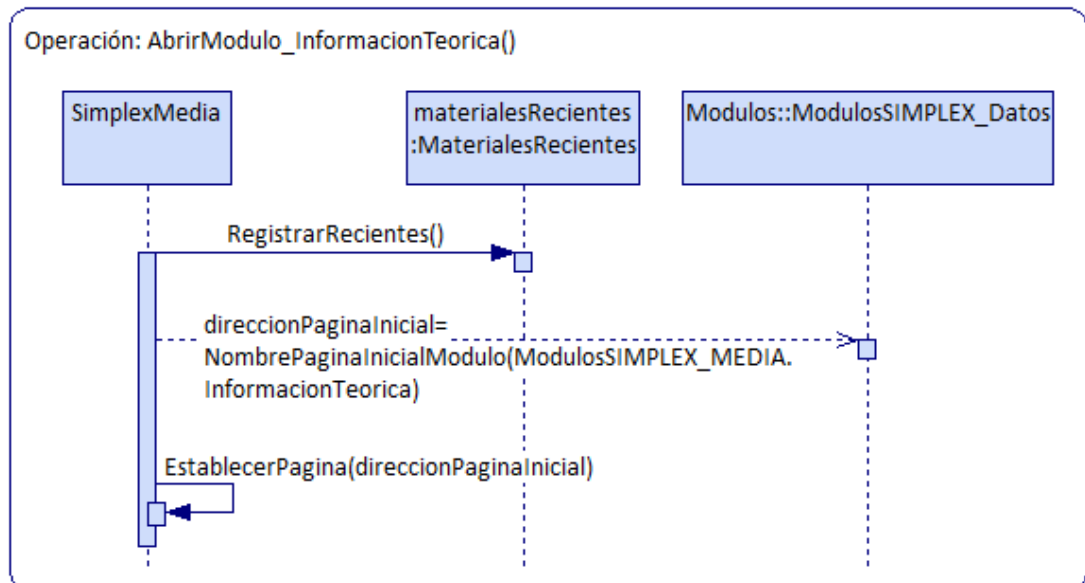 Operación: AbrirModulo_InformacionTeorica()
SimplexMedia
materialesRecientes
:MaterialesRecientes
Modulos::ModulosSIMPLEX_Datos
RegistrarRecientes()
direccionPaginaInicial=
NombrePaginaInicialModulo(ModulosSIMPLEX_MEDIA.
InformacionTeorica)
EstablecerPagina(direccionPaginaInicial)